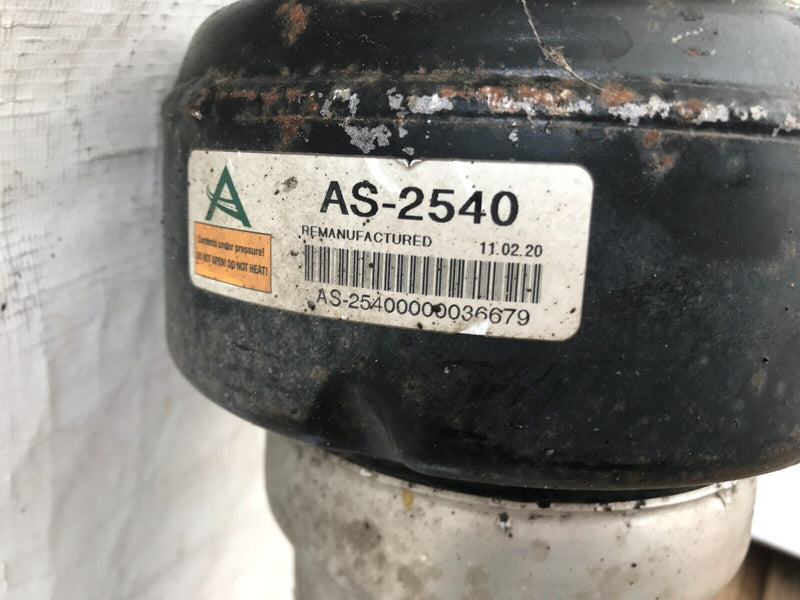 AS-2540
REMANUFACTURED 11.02.20
Contents under pressure!
DO NOT OPEN! DO NOT HEAT!
AS-25400000036679